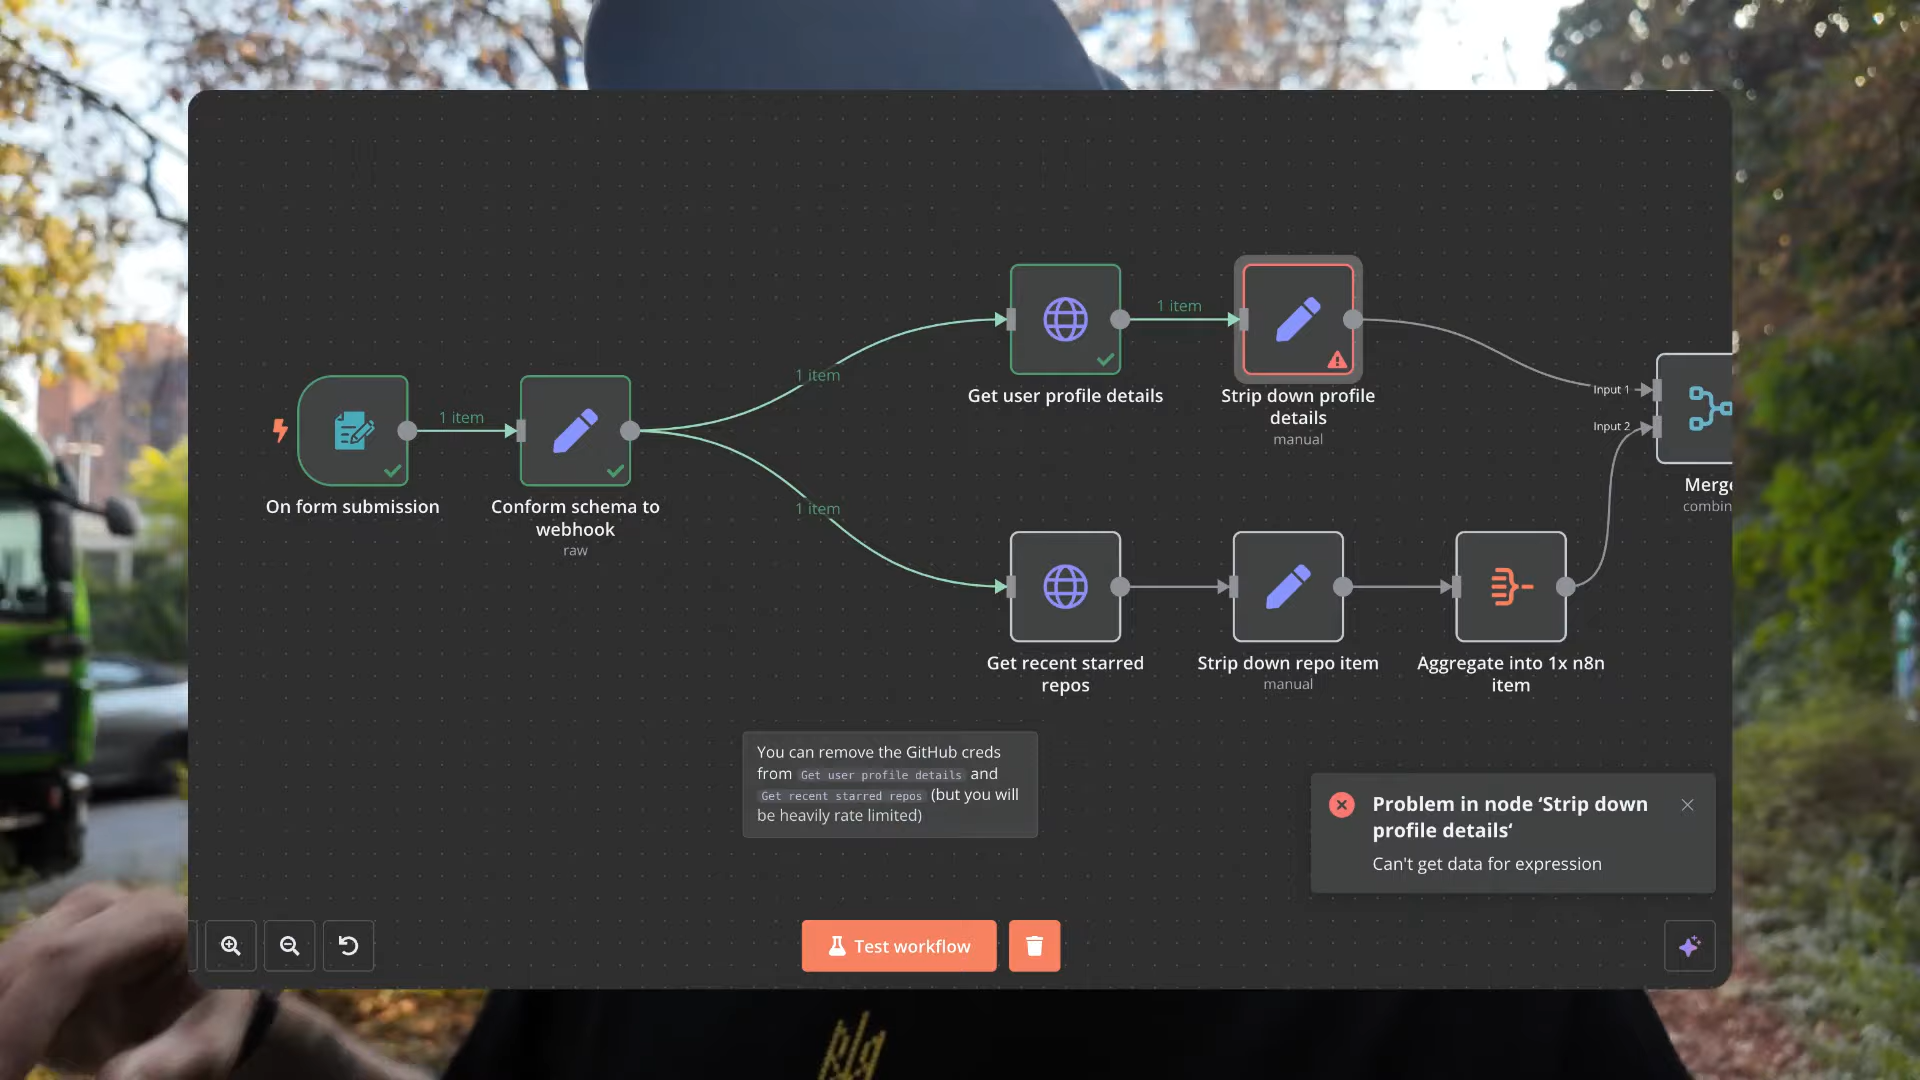 1 item
1 item
Get user profile details
Strip down profile
details
manual
1 item
On form submission
Conform schema to
webhook
raw
1 item
Input 1
Input 2
Merge
combin
Get recent starred
repos
Strip down repo item
manual
Aggregate into 1x n8n
item
You can remove the GitHub creds
from Get user profile details and
Get recent starred repos (but you will
be heavily rate limited)
Problem in node ‘Strip down
profile details‘
Can't get data for expression
Test workflow